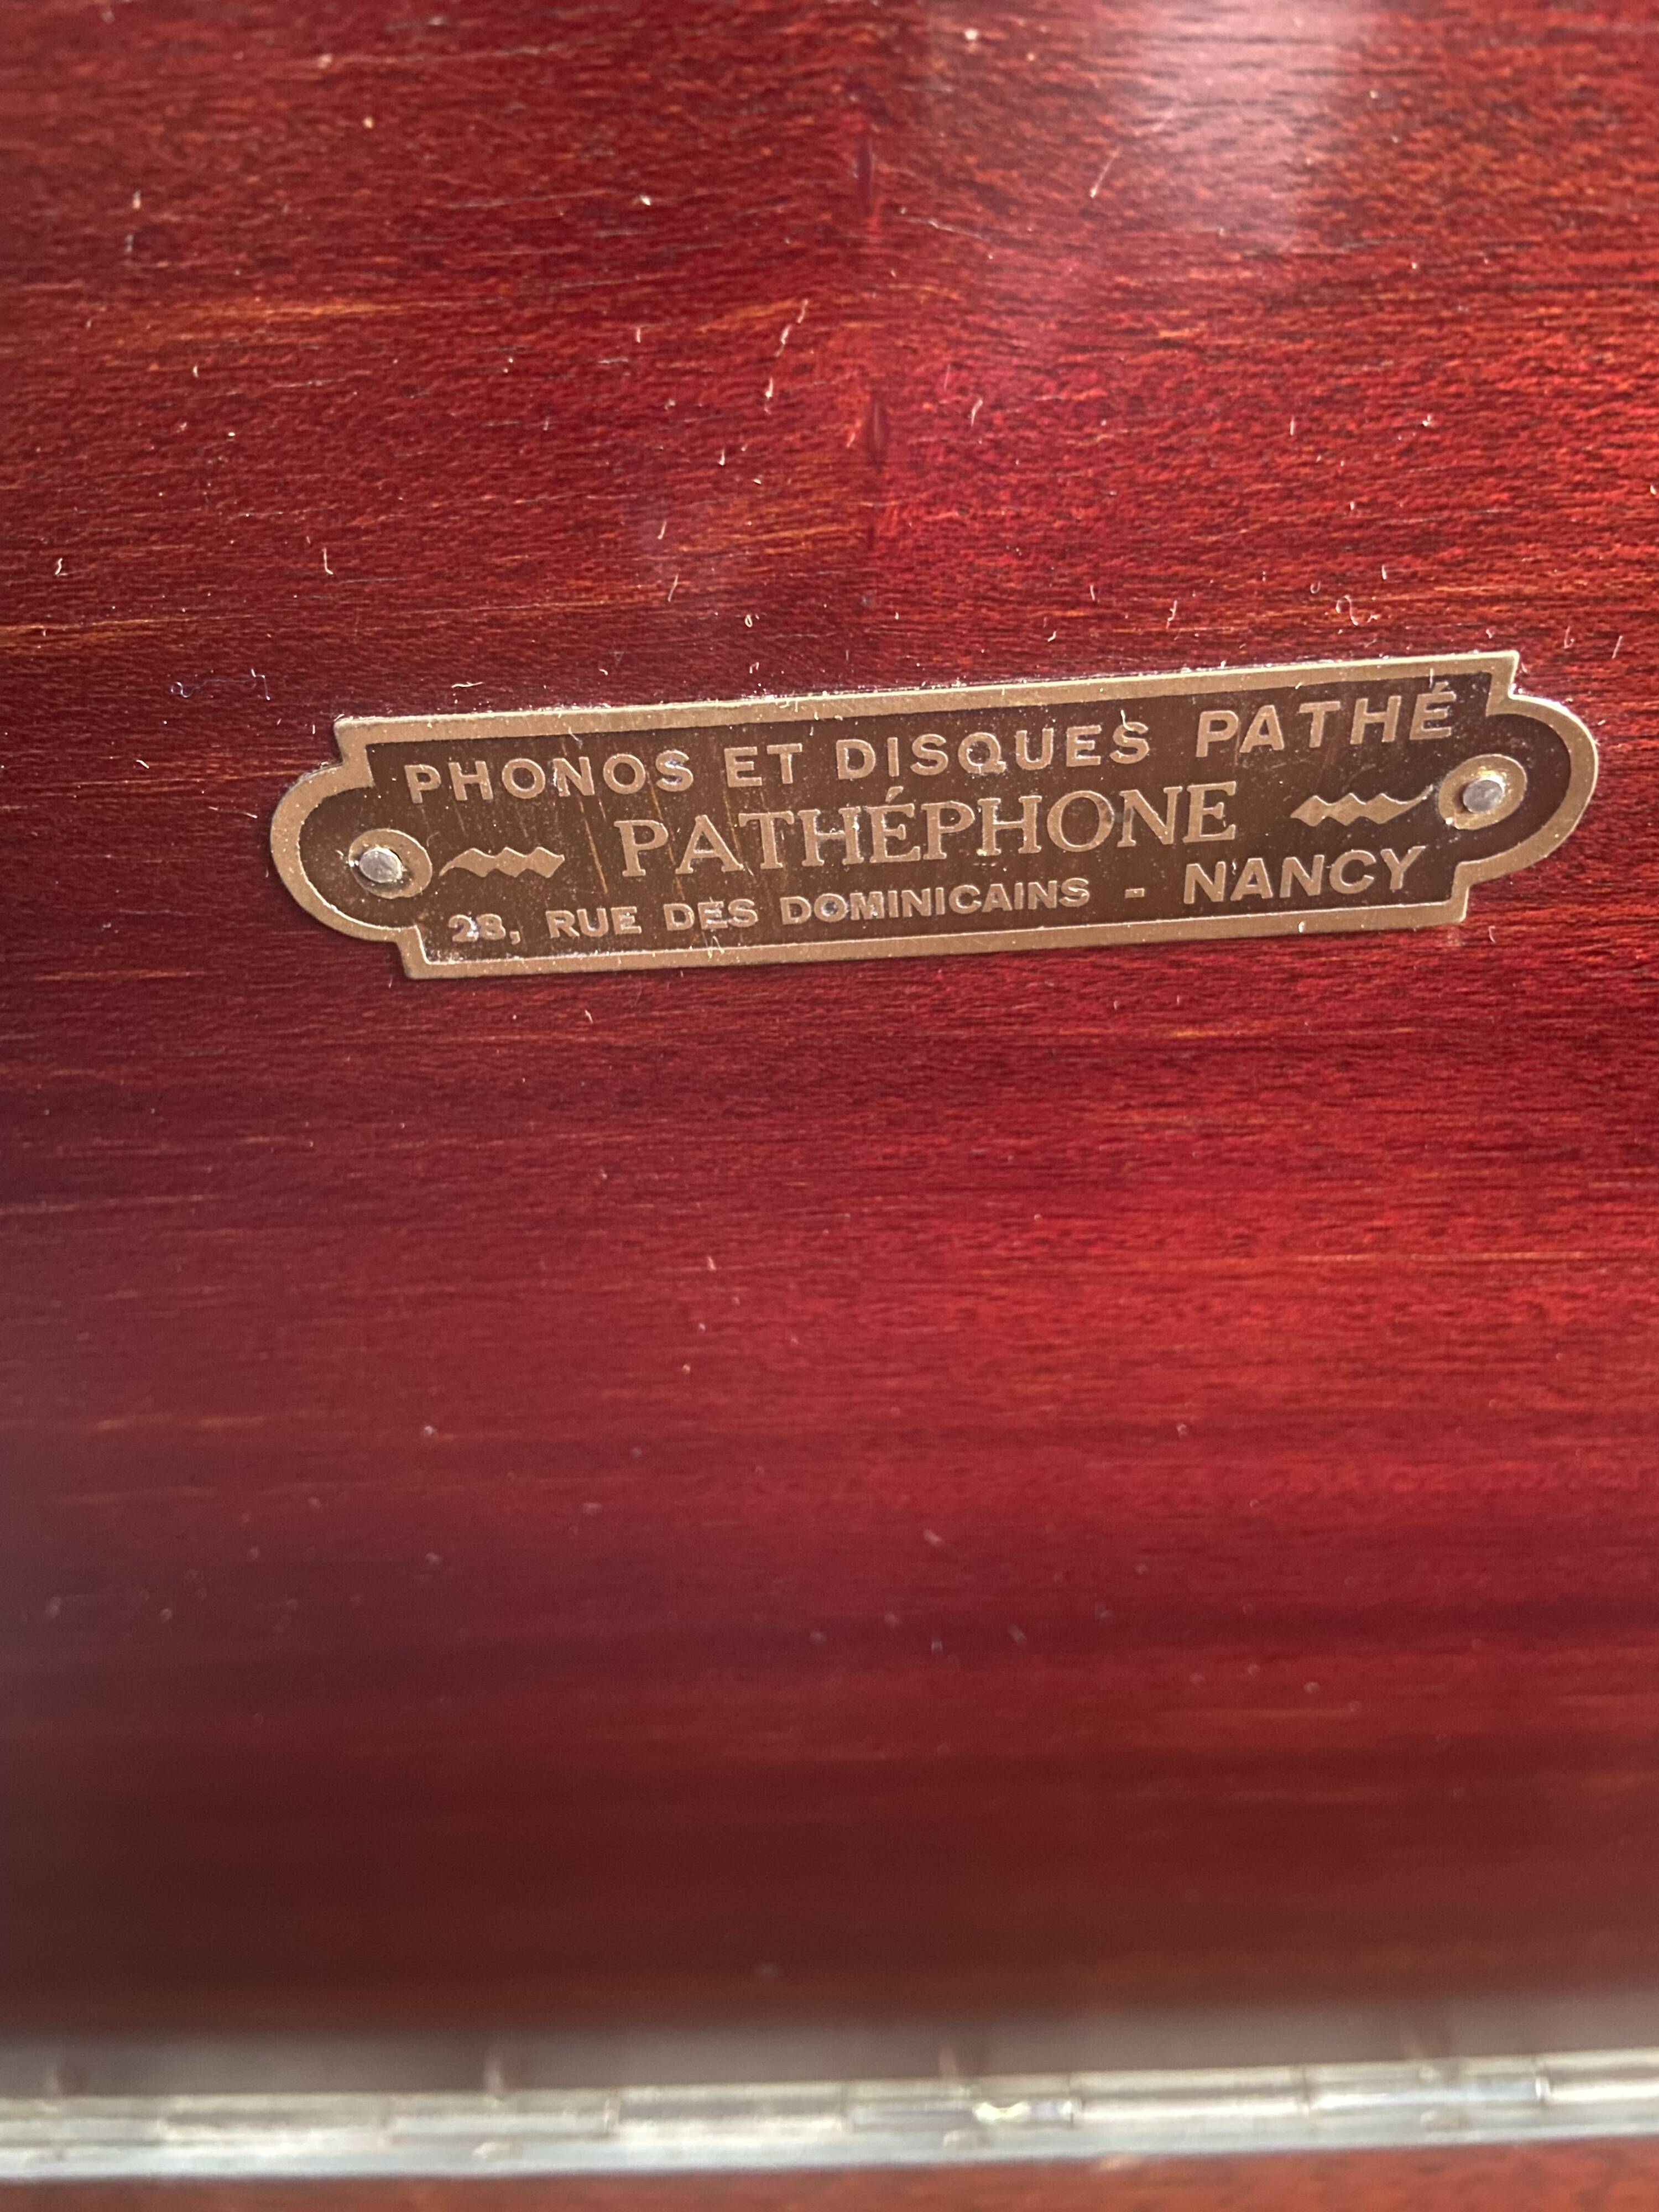 PHONOS ET DISQUES PATHÉ
PATHÉPHONE
28, RUE DES DOMINICAINS - NANCY